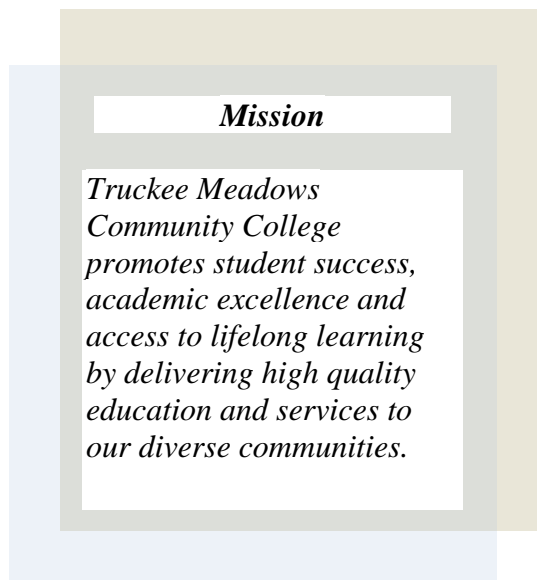 Mission
Truckee Meadows
Community College
promotes student success,
academic excellence and
access to lifelong learning
by delivering high quality
education and services to
our diverse communities.